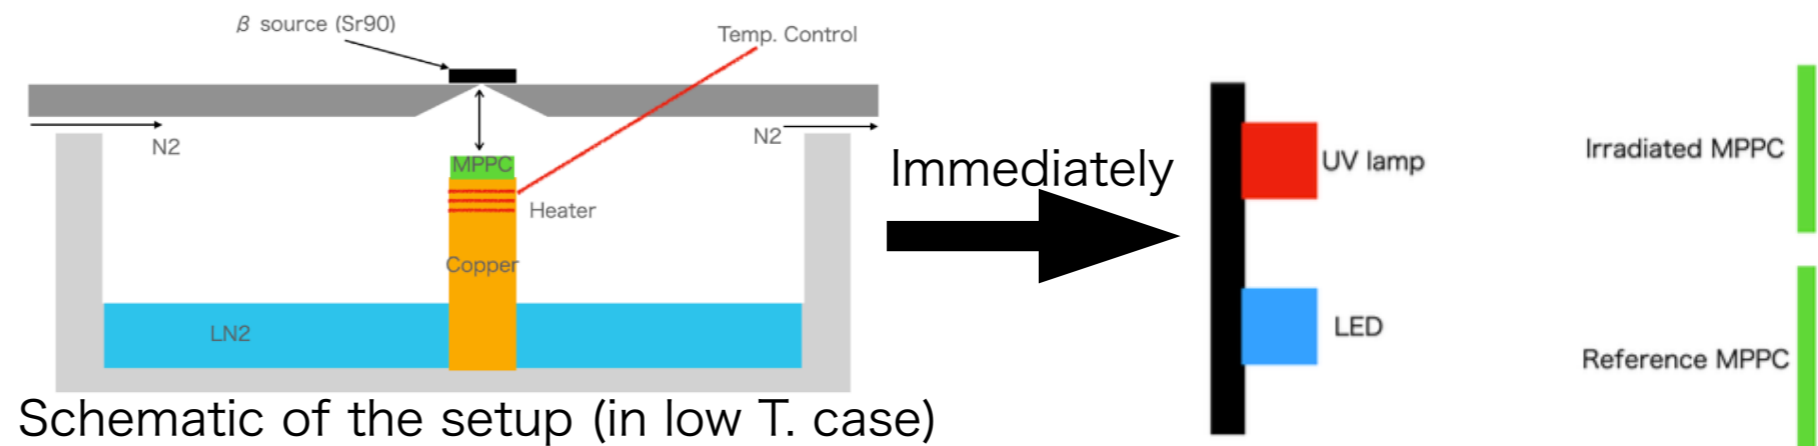 β source (Sr90)
Temp. Control
N2
N2
MPPC
Heater
Copper
LN2
Schematic of the setup (in low T. case)
Immediately
UV lamp
Irradiated MPPC
LED
Reference MPPC